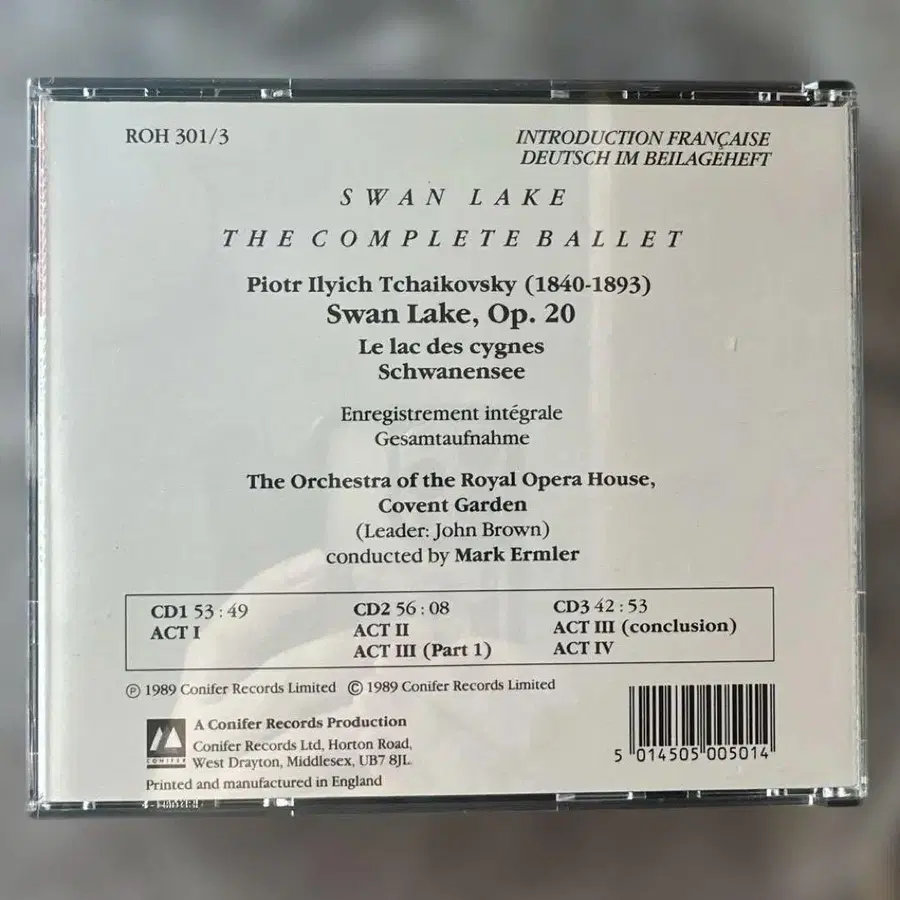 ROH 301/3
INTRODUCTION FRANÇAISE
DEUTSCH IM BEILAGEHEFT
SWAN LAKE
THE COMPLETE BALLET
Piotr Ilyich Tchaikovsky (1840-1893)
Swan Lake, Op. 20
Le lac des cygnes
Schwanensee
Enregistrement intégrale
Gesamtaufnahme
The Orchestra of the Royal Opera House,
Covent Garden
(Leader: John Brown)
conducted by Mark Ermler
CD1 53:49
ACT I
CD2 56:08
ACT II
ACT III (Part 1)
CD3 42:53
ACT III (conclusion)
ACT IV
Ⓟ 1989 Conifer Records Limited © 1989 Conifer Records Limited
CONIFER
A Conifer Records Production
Conifer Records Ltd, Horton Road,
West Drayton, Middlesex, UB7 8JL
Printed and manufactured in England
5 014505 005014